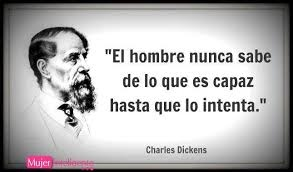 "El hombre nunca sabe
de lo que es capaz
hasta que lo intenta."
Charles Dickens
Mujer